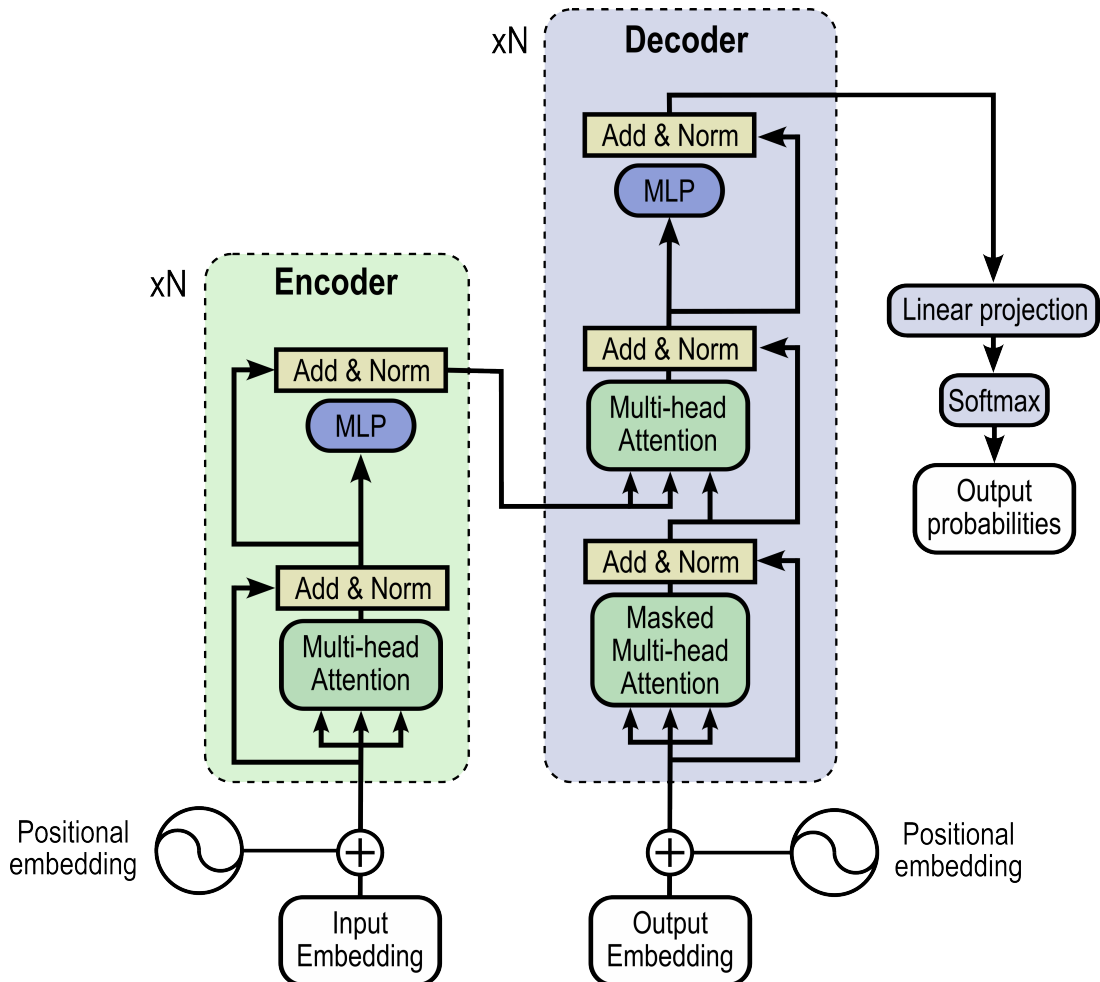 xN
Decoder
Add & Norm
MLP
Add & Norm
Multi-head
Attention
Add & Norm
Masked
Multi-head
Attention
xN
Encoder
Add & Norm
MLP
Add & Norm
Multi-head
Attention
Linear projection
Softmax
Output
probabilities
Positional
embedding
Input
Embedding
Output
Embedding
Positional
embedding